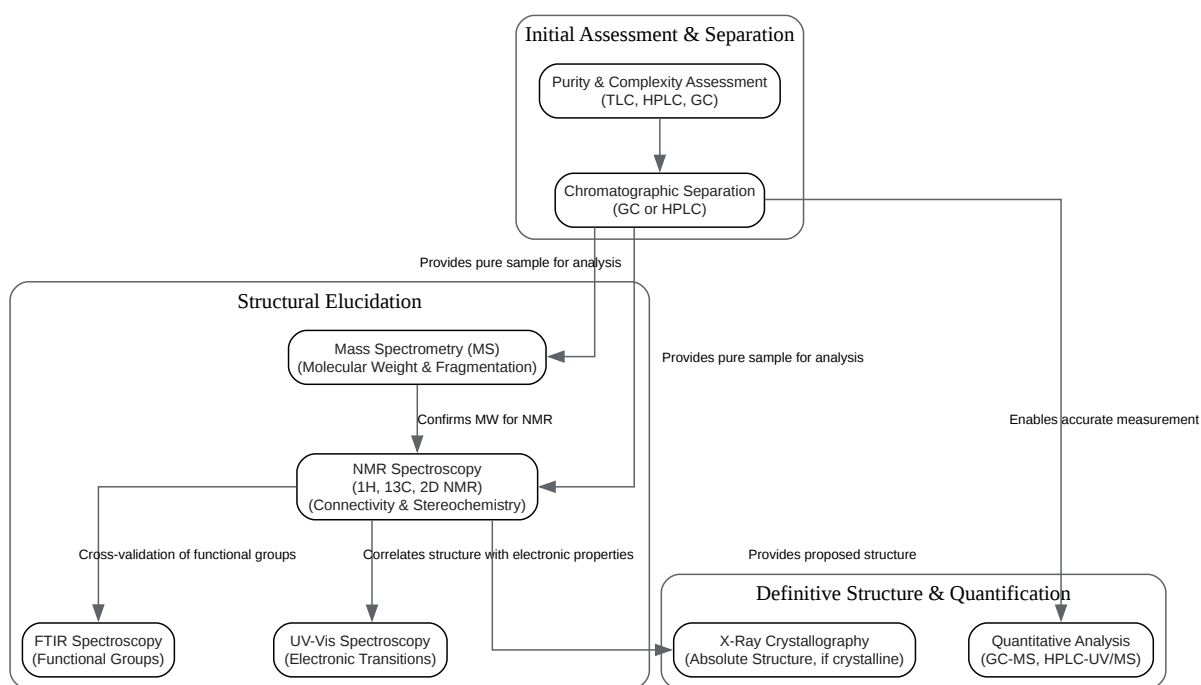 Initial Assessment & Separation
Purity & Complexity Assessment
(TLC, HPLC, GC)
Chromatographic Separation
(GC or HPLC)
Provides pure sample for analysis
Structural Elucidation
Mass Spectrometry (MS)
(Molecular Weight & Fragmentation)
Provides pure sample for analysis
Confirms MW for NMR
Enables accurate measurement
NMR Spectroscopy
(1H, 13C, 2D NMR)
(Connectivity & Stereochemistry)
Cross-validation of functional groups
Correlates structure with electronic properties
Provides proposed structure
Definitive Structure & Quantification
FTIR Spectroscopy
(Functional Groups)
UV-Vis Spectroscopy
(Electronic Transitions)
X-Ray Crystallography
(Absolute Structure, if crystalline)
Quantitative Analysis
(GC-MS, HPLC-UV/MS)